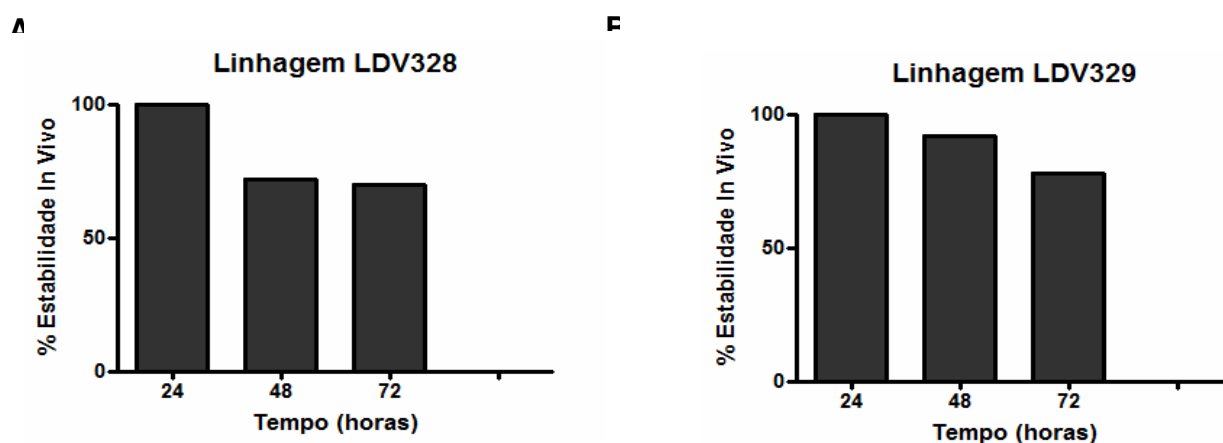 A
Linhagem LDV328
% Estabilidade In Vivo
100
50
0
24 48 72
Tempo (horas)
Linhagem LDV329
% Estabilidade In Vivo
100
50
0
24 48 72
Tempo (horas)